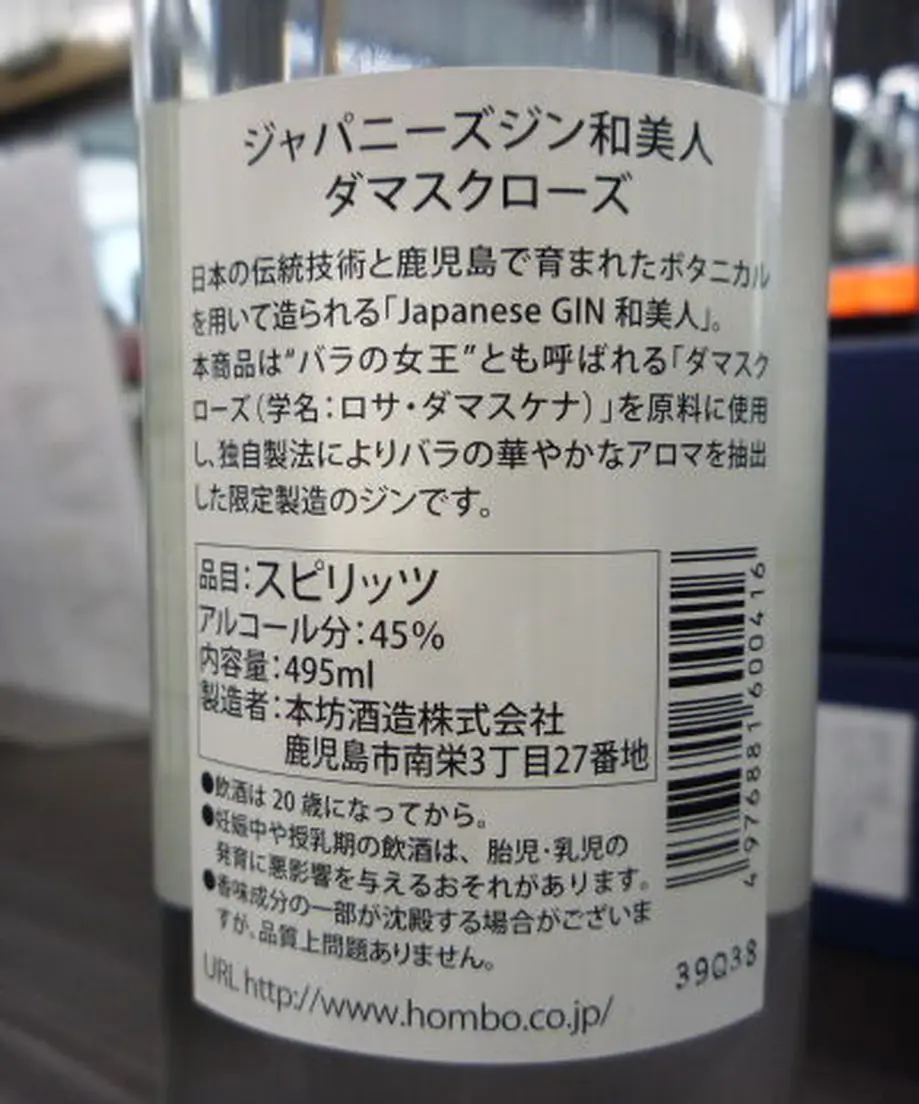 ジャパニーズジン和美人
ダマスクローズ
日本の伝統技術と鹿児島で育まれたボタニカル
を用いて造られる「Japanese GIN 和美人」。
本商品は“バラの女王”とも呼ばれる「ダマスク
ローズ(学名:ロサ・ダマスケナ)」を原料に使用
し、独自製法によりバラの華やかなアロマを抽出
した限定製造のジンです。
品目:スピリッツ
アルコール分:45%
内容量:495ml
製造者:本坊酒造株式会社
鹿児島市南栄3丁目27番地
4976881600416
●飲酒は20歳になってから。
●妊娠中や授乳期の飲酒は、胎児・乳児の
発育に悪影響を与えるおそれがあります。
●香味成分の一部が沈殿する場合がございま
すが、品質上問題ありません。
URL http://www.hombo.co.jp/
39Q38